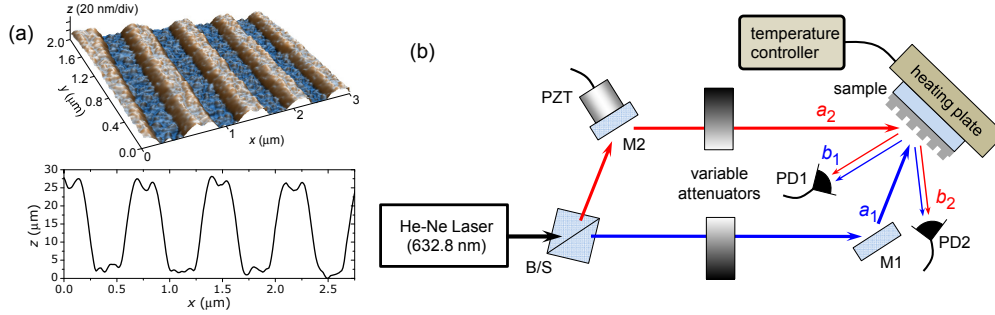 (a)
z (20 nm/div)
2.0
1.6
1.2
0.8
0.4
0.0
y (μm)
0
1
2
3
x (μm)
30
25
20
15
10
5
0
z (μm)
0.0
0.5
1.0
1.5
2.0
2.5
x (μm)
(b)
temperature
controller
heating plate
sample
PZT
M2
a2
b1
PD1
variable
attenuators
a1
b2
He-Ne Laser
(632.8 nm)
B/S
M1
PD2